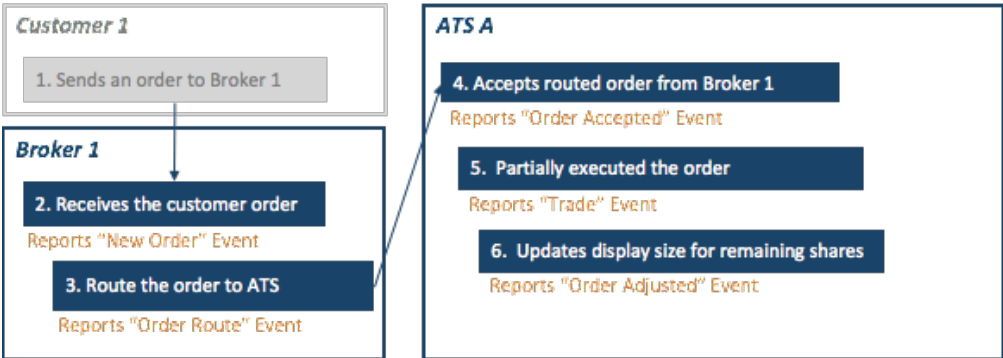 Customer 1
1. Sends an order to Broker 1
Broker 1
2. Receives the customer order
Reports "New Order" Event
3. Route the order to ATS
Reports "Order Route" Event
ATS A
4. Accepts routed order from Broker 1
Reports "Order Accepted" Event
5. Partially executed the order
Reports "Trade" Event
6. Updates display size for remaining shares
Reports "Order Adjusted" Event